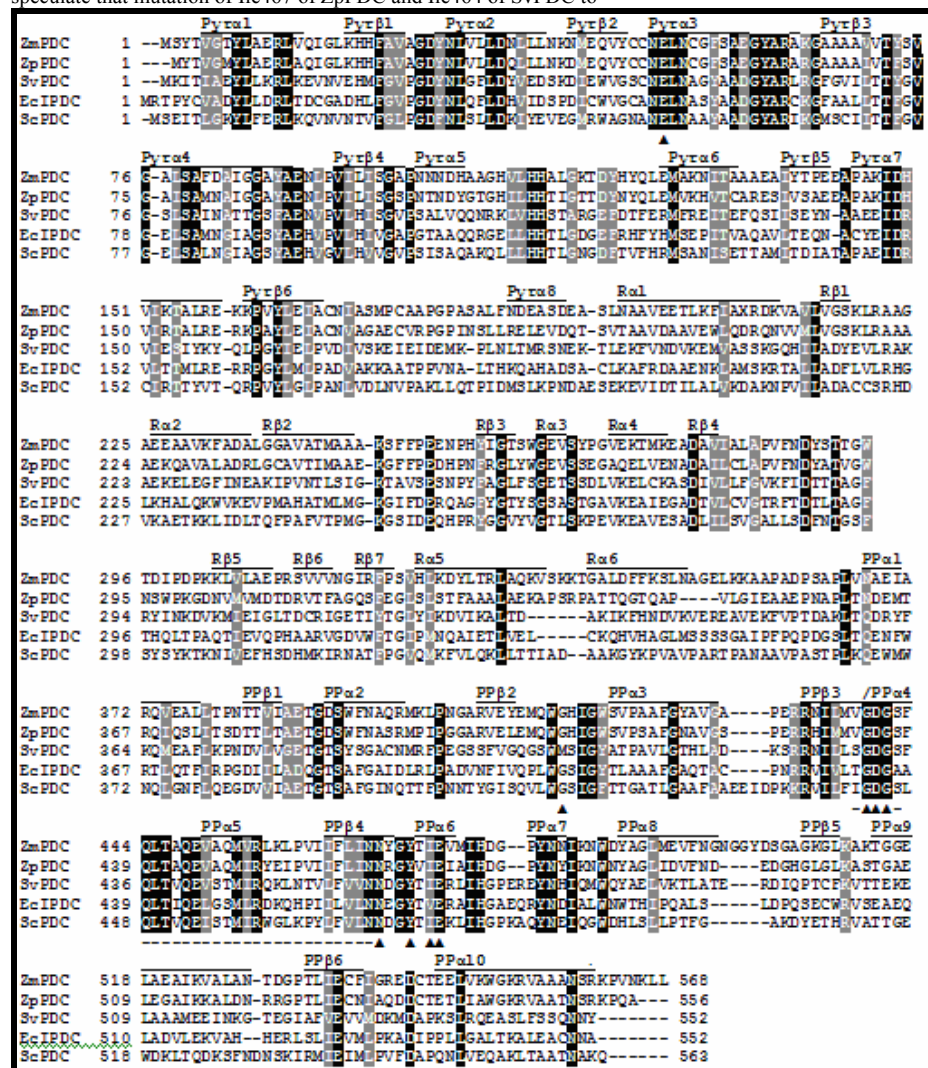 speculate that mutation of Ile467 of ZpPDC and Ile464 of SvPDC to
Pyrα1 Pyrβ1 Pyrα2 Pyrβ2 Pyrα3 Pyrβ3
ZmPDC 1 --MSYTVGTYLAERLVQIGLKHHFAVAGDYNLVLLDNLLLNKNMEQVYCCNELNCGFSAEGYARAKGAAAAVVTYSV
ZpPDC 1 ---MYTVGMYLAERLAQIGLKHHFAVAGDYNLVLLDQLLLNKDMEQVYCCNELNCGFSAEGYARARGAAAAIVTFSV
SvPDC 1 --MKITIAEYLLKRLKEVNVEHMFGVPGDYNLGFLDYVEDSKDIEWVGSCNELNAGYAADGYARLRGFGVILTTYGV
EcIPDC 1 MRTPYCVADYLLDRLTDCGADHLFGVPGDYNLQFLDHVIDSPDICWVGCANELNASYAADGYARCKGFAALLTTFGV
ScPDC 1 -MSEITLGKYLFERLKQVNVNTVFGLPGDFNLSLLDKIYEVEGMRWAGNANELNAAYAADGYARIKGMSCIITTFGV
Pyrα4 Pyrβ4 Pyrα5 Pyrα6 Pyrβ5 Pyrα7
ZmPDC 76 G-ALSAFDAIGGAYAENLPVILISGAPNNNDHAAGHVLHHALGKTDYHYQLEMAKNITAAAEAIYTPEEAPAKIDH
ZpPDC 75 G-ALSAMNAIGGAYAENLPVILISGSPNTNDYGTGHILHHTIGTTDYNYQLEMVKHVTCARESIVSAEEAPAKIDH
SvPDC 76 G-SLSAINATTGSFAENVPVLHISGVPSALVQQNRKLVHHSTARGEFDTFERMFREITEFQSIISEYN-AAEEIDR
EcIPDC 78 G-ELSAMNGIAGSYAEHVPVLHIVGAPGTAAQQRGELLHHTLGDGEFRHFYHMSEPITVAQAVLTEQN-ACYEIDR
ScPDC 77 G-ELSALNGIAGSYAEHVGVLHVVGVPSISAQAKQLLLHHTLGNGDFTVFHRMSANISETTAMITDIATAPAEIDR
Pyrβ6 Pyrα8 Rα1 Rβ1
ZmPDC 151 VIKTALRE-KKPVYLEIACNIASMPCAAPGPASALFNDEASDEA-SLNAAVEETLKFIAXRDKVAVLVGSKLRAAG
ZpPDC 150 VIRTALRE-RKPAYLEIACNVAGAECVRPGPINSLLRELEVDQT-SVTAAVDAAVEWLQDRQNVVMLVGSKLRAAA
SvPDC 150 VIESIYKY-QLPGYIELPVDIVSKEIEIDEMK-PLNLTMRSNEK-TLEKFVNDVKEMVASSKGQHILADYEVLRAK
EcIPDC 152 VLTTMLRE-RRPGYLMLPADVAKKAATPPVNA-LTHKQAHADSA-CLKAFRDAAENKLAMSKRTALLADFLVLRHG
ScPDC 152 CIRTTYVT-QRPVYLGLPANLVDLNVPAKLLQTPIDMSLKPNDAESEKEVIDTILALVKDAKNPVILADACCSRHD
Rα2 Rβ2 Rβ3 Rα3 Rα4 Rβ4
ZmPDC 225 AEEAAVKFADALGGAVATMAAA-KSFFPEENPHYIGTSWGEVSYPGVEKTMKEADAVIALAPVFNDYSTTGW
ZpPDC 224 AEKQAVALADRLGCAVTIMAAE-KGFFPEDHPNFRGLYWGEVSSEGAQELVENADAILCLAPVFNDYATVGW
SvPDC 223 AEKELEGFINEAKIPVNTLSIG-KTAVSESNPYFAGLFSGETSSDLVKELCKASDIVLLFGVKFIDTTTAGF
EcIPDC 225 LKHALQKWVKEVPMAHATMLMG-KGIFDERQAGFYGTYSGSASTGAVKEAIEGADTVLCVGTRFTDTLTAGF
ScPDC 227 VKAETKKLIDLTQFPAFVTPMG-KGSIDEQHPRYGGVYVGTLSKPEVKEAVESADLILSVGALLSDFNTGSF
Rβ5 Rβ6 Rβ7 Rα5 Rα6 PPα1
ZmPDC 296 TDIPDPKKLVLAEPRSVVVNGIRFPSVHLKDYLTRLAQKVSKKTGALDFFKSLNAGELKKAAPADPSAPLVNAEIA
ZpPDC 295 NSWPKGDNVMVMDTDRVTFAGQSFEGLSLSTFAAALAEKAPSRPATTQGTQAP----VLGIEAAEPNAPLTNDEMT
SvPDC 294 RYINKDVKMIEIGLTDCRIGETIYTGLYIKDVIKALTD------AKIKFHNDVKVEREAVEKFVPTDAKLTQDRYF
EcIPDC 296 THQLTPAQTIEVQPHAARVGDVWFTGIPMNQAIETLVEL-----CKQHVHAGLMSSSSGAIPFPQPDGSLTQENFW
ScPDC 298 SYSYKTKNIVEFHSDHMKIRNATFPGVQMKFVLQKLLTTIAD--AAKGYKPVAVPARTPANAAVPASTPLKQEWMW
PPβ1 PPα2 PPβ2 PPα3 PPβ3 /PPα4
ZmPDC 372 RQVEALLTPNTTVIAETGDSWFNAQRMKLPNGARVEYEMQWGHIGWSVPAAFGYAVGA----PERRNILMVGDGSF
ZpPDC 367 RQIQSLITSDTTLTAETGDSWFNASRMPIPGGARVELEMQWGHIGWSVPSAFGNAVGS----PERRHIMMVGDGSF
SvPDC 364 KQMEAFLKPNDVLVGETGTSYSGACNMRFPEGSSFVGQGSWMSIGYATPAVLGTHLAD----KSRRNILLSGDGSF
EcIPDC 367 RTLQTFIRPGDIILADQGTSAFGAIDLRLPADVNFIVQPLWGSIGYTLAAAFGAQTAC----PNRRVIVLTGDGAA
ScPDC 372 NQLGNFLQEGDVVIAETGTSAFGINQTTFPNNTYGISQVLWGSIGFTTGATLGAAFAAEEIDPKKRVILFIGDGSL
PPα5 PPβ4 PPα6 PPα7 PPα8 PPβ5 PPα9
ZmPDC 444 QLTAQEVAQMVRLKLPVIIFLINNYGYTIEVMIHDG--PYNNIKNWDYAGLMEVFNGNGGYDSGAGKGLKAKTGGE
ZpPDC 439 QLTAQEVAQMIRYEIPVIIFLINNRGYVIEIAIHDG--PYNYIKNWNYAGLIDVFND---EDGHGLGLKASTGAE
SvPDC 436 QLTVQEVSTMIRQKLNTVLFVVNNDGYTIERLIHGPEREYNHIQMWQYAELVKTLATE---RDIQPTCFKVTTEKE
EcIPDC 439 QLTIQELGSMLRDKQHPIILVLNNEGYTVERAIHGAEQRYNDIALWNWTHIPQALS-----LDPQSECWRVSEAEQ
ScPDC 448 QLTVQEISTMIRWGLKPYLFVLNNDGYTIEKLIHGPKAQYNEIQGWDHLSLLPTFG-----AKDYETHRVATTGE
PPβ6 PPα10 .
ZmPDC 518 LAEAIKVALAN-TDGPTLIECFIGREDCTEELVKWGKRVAAANSRKPVNKLL 568
ZpPDC 509 LEGAIKKALDN-RRGPTLIECNIAQDDCTETLIAWGKRVAATNSRKPQA--- 556
SvPDC 509 LAAAMEEINKG-TEGIAFVEVVMDKMDAPKSLRQEASLFSSQNNY------- 552
EcIPDC 510 LADVLEKVAH--HERLSLIEVMLPKADIPPLLGALTKALEACNNA------- 552
ScPDC 518 WDKLTQDKSFNDNSKIRMIEIMLPVFDAPQNLVEQAKLTAATNAKQ------ 563